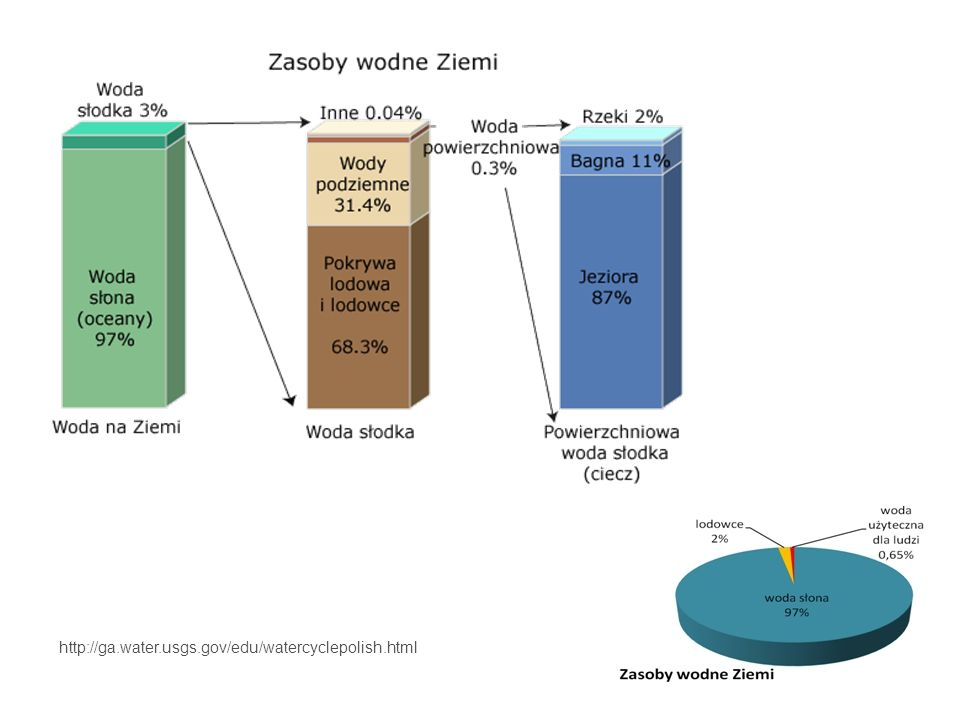 Zasoby wodne Ziemi
Woda
słodka 3%
Woda
słona
(oceany)
97%
Woda na Ziemi
Inne 0.04%
Wody
podziemne
31.4%
Pokrywa
lodowa
i lodowce
68.3%
Woda słodka
Woda
powierzchniowa
0.3%
Rzeki 2%
Bagna 11%
Jeziora
87%
Powierzchniowa
woda słodka
(ciecz)
lodowce
2%
woda
użyteczna
dla ludzi
0,65%
woda słona
97%
Zasoby wodne Ziemi
http://ga.water.usgs.gov/edu/watercyclepolish.html